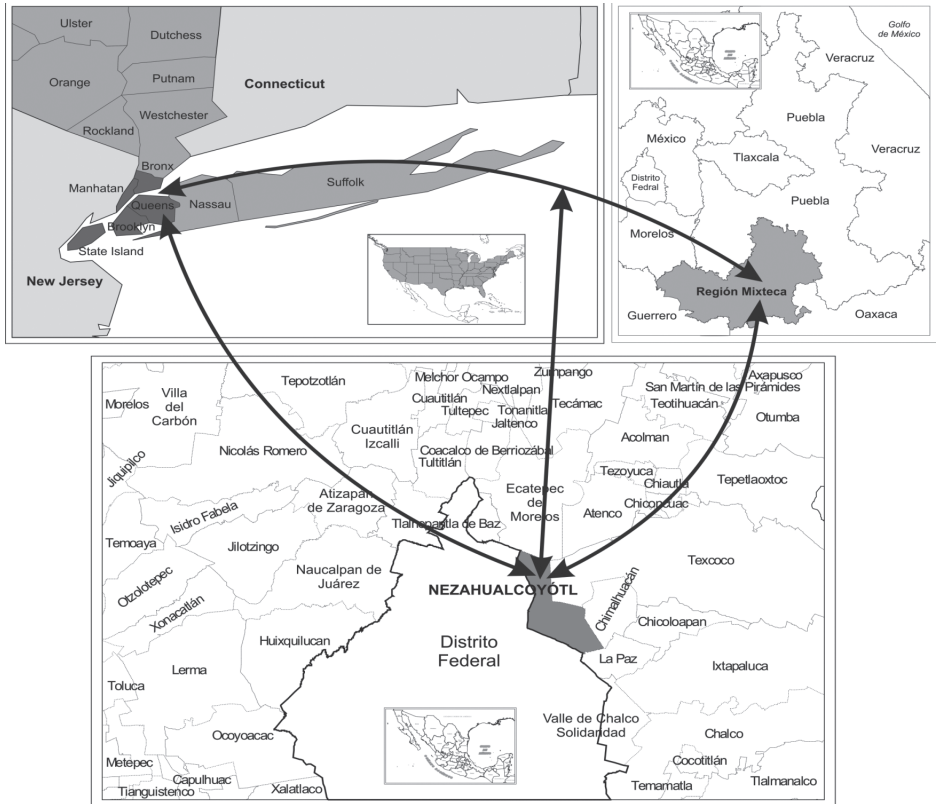 Ulster
Dutchess
Orange
Putnam
Connecticut
Westchester
Rockland
Bronx
Manhatan
Queens
Nassau
Suffolk
Brooklyn
State Island
New Jersey
Golfo
de México
Veracruz
Puebla
México
Tlaxcala
Veracruz
Distrito
Fedral
Puebla
Morelos
Región Mixteca
Guerrero
Oaxaca
Tepotzotlán
Melchor Ocampo
Zumpango
Axapusco
Nextlalpan
San Martín de las Pirámides
Morelos
Villa
del
Carbón
Cuautitlán
Tultepec
Tonanitla
Tecámac
Teotihuacán
Jaltenco
Otumba
Cuautitlán
Izcalli
Acolman
Nicolás Romero
Coacalco de Berriozábal
Tultitlán
Jiquipilco
Tezoyuca
Chiautla
Tepetlaoxtoc
Ecatepec
de
Morelos
Atizapán
de Zaragoza
Chiconcuac
Atenco
Isidro Fabela
Tlalnepantla de Baz
Temoaya
Jilotzingo
Texcoco
Naucalpan de
Juárez
Otzolotepec
NEZAHUALCOYÓTL
Chimalhuacán
Xonacatlán
Chicoloapan
Huixquilucan
Distrito
Federal
La Paz
Ixtapaluca
Lerma
Toluca
Valle de Chalco
Solidaridad
Ocoyoacac
Chalco
Metepec
Cocotitlán
Capulhuac
Temamatla
Tlalmanalco
Tianguistenco
Xalatlaco